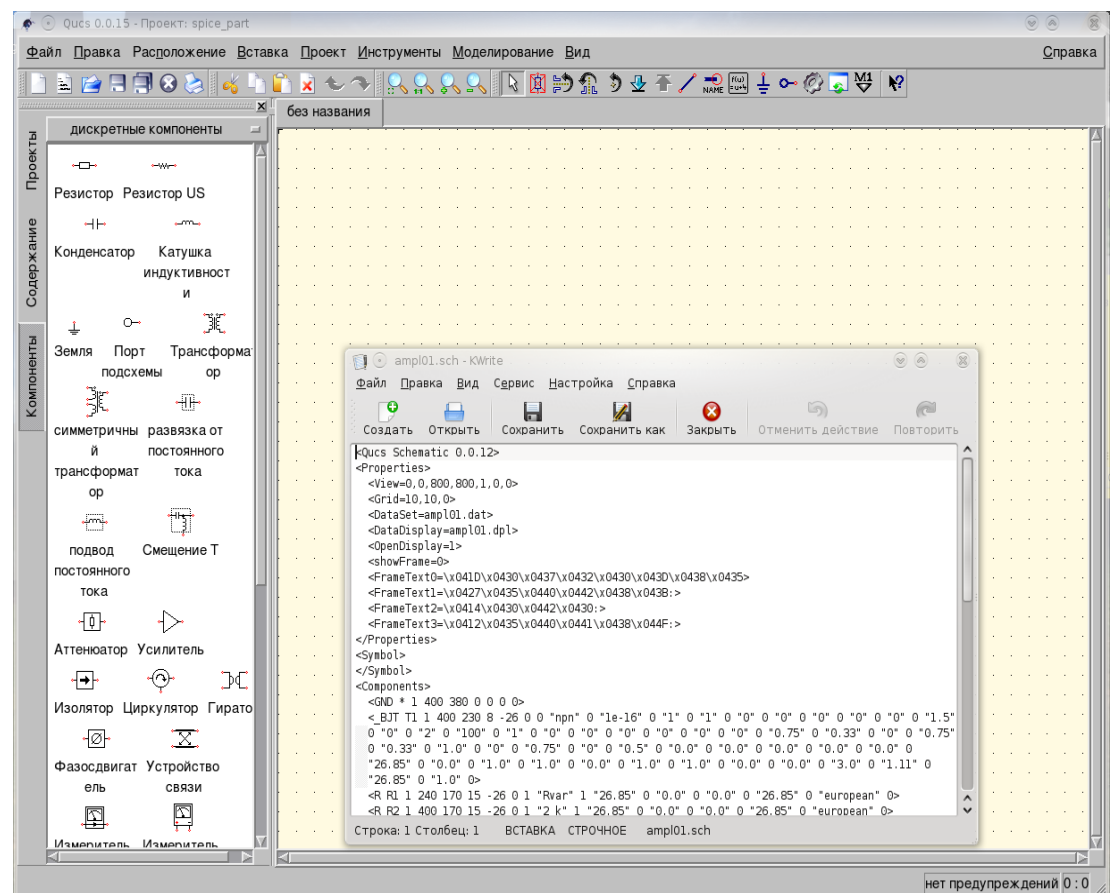 Qucs 0.0.15 - Проект: spice_part
Файл Правка Расположение Вставка Проект Инструменты Моделирование Вид Справка
NAME
без названия
Проекты
Содержание
Компоненты
дискретные компоненты
Резистор Резистор US
Конденсатор Катушка
индуктивност
и
Земля Порт Трансформа
подсхемы ор
симметричны развязка от
й постоянного
трансформат тока
ор
подвод Смещение T
постоянного
тока
Аттенюатор Усилитель
Изолятор Циркулятор Гирато
Фазосдвигат Устройство
ель связи
Измеритель Измеритель
ampl01.sch - KWrite
Файл Правка Вид Сервис Настройка Справка
Создать Открыть Сохранить Сохранить как Закрыть Отменить действие Повторить
<Qucs Schematic 0.0.12>
<Properties>
<View=0,0,800,800,1,0,0>
<Grid=10,10,0>
<DataSet=ampl01.dat>
<DataDisplay=ampl01.dpl>
<OpenDisplay=1>
<showFrame=0>
<FrameText0=\x041D\x0430\x0437\x0432\x0430\x043D\x0438\x0435>
<FrameText1=\x0427\x0435\x0440\x0442\x0438\x043B:>
<FrameText2=\x0414\x0430\x0442\x0430:>
<FrameText3=\x0412\x0435\x0440\x0441\x0438\x044F:>
</Properties>
<Symbol>
</Symbol>
<Components>
<GND * 1 400 380 0 0 0 0>
<_BJT T1 1 400 230 8 -26 0 0 "npn" 0 "1e-16" 0 "1" 0 "1" 0 "0" 0 "0" 0 "0" 0 "0" 0 "0" 0 "0" 0 "1.5"
0 "0" 0 "2" 0 "100" 0 "1" 0 "0" 0 "0" 0 "0" 0 "0" 0 "0" 0 "0" 0 "0" 0 "0.75" 0 "0.33" 0 "0" 0 "0.75"
0 "0.33" 0 "1.0" 0 "0" 0 "0.75" 0 "0" 0 "0.5" 0 "0.0" 0 "0.0" 0 "0.0" 0 "0.0" 0 "0.0" 0
"26.85" 0 "0.0" 0 "1.0" 0 "1.0" 0 "0.0" 0 "1.0" 0 "1.0" 0 "0.0" 0 "0.0" 0 "3.0" 0 "1.11" 0
"26.85" 0 "1.0" 0>
<R R1 1 240 170 15 -26 0 1 "Rvar" 1 "26.85" 0 "0.0" 0 "0.0" 0 "26.85" 0 "european" 0>
<R R2 1 400 170 15 -26 0 1 "2 k" 1 "26.85" 0 "0.0" 0 "0.0" 0 "26.85" 0 "european" 0>
Строка: 1 Столбец: 1 ВСТАВКА СТРОЧНОЕ ampl01.sch
нет предупреждений 0 : 0